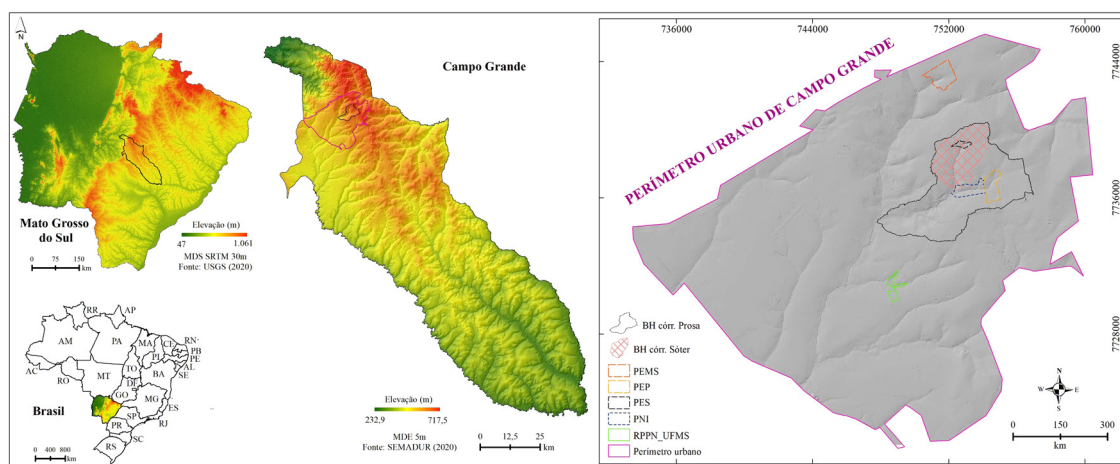 N
Mato Grosso
do Sul
Elevação (m)
47 1.061
MDS SRTM 30m
Fonte: USGS (2020)
0 75 150
km
RR
AP
AM
PA
MA
CE
RN
PB
PE
AL
SE
PI
TO
BA
AC
RO
MT
DF
GO
MG
ES
SP
RJ
PR
SC
RS
Brasil
0 400 800
km
Campo Grande
Elevação (m)
232,9 717,5
MDE 5m
Fonte: SEMADUR (2020)
0 12,5 25
km
736000 744000 752000 760000
PERÍMETRO URBANO DE CAMPO GRANDE
7744000
7736000
7728000
BH córr. Prosa
BH córr. Sóter
PEMS
PEP
PES
PNI
RPPN_UFMS
Perímetro urbano
N
W E
S
0 150 300
km